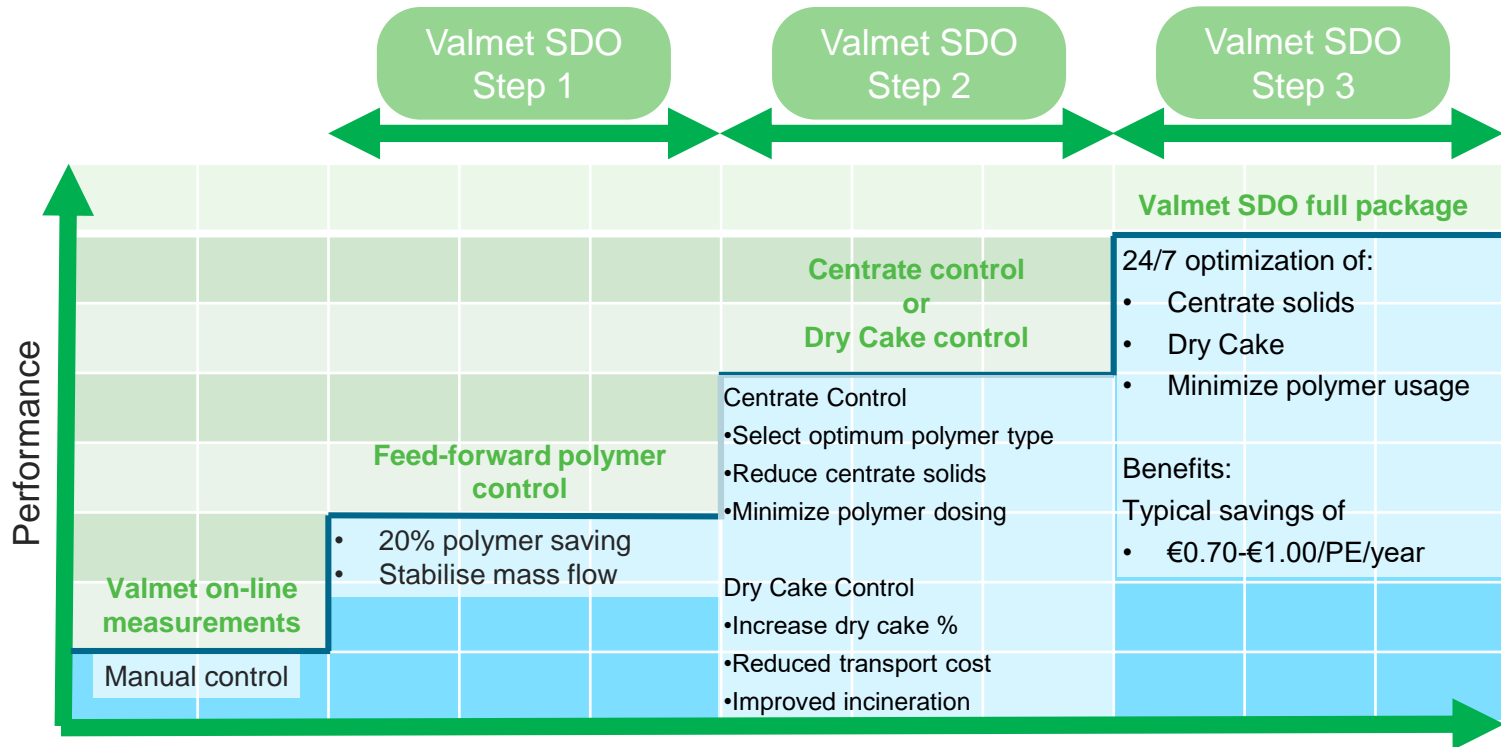 Valmet SDO
Step 1
Valmet SDO
Step 2
Valmet SDO
Step 3
Performance
Valmet on-line
measurements
Manual control
Feed-forward polymer
control
• 20% polymer saving
• Stabilise mass flow
Centrate control
or
Dry Cake control
Centrate Control
•Select optimum polymer type
•Reduce centrate solids
•Minimize polymer dosing
Dry Cake Control
•Increase dry cake %
•Reduced transport cost
•Improved incineration
Valmet SDO full package
24/7 optimization of:
• Centrate solids
• Dry Cake
• Minimize polymer usage
Benefits:
Typical savings of
• €0.70-€1.00/PE/year